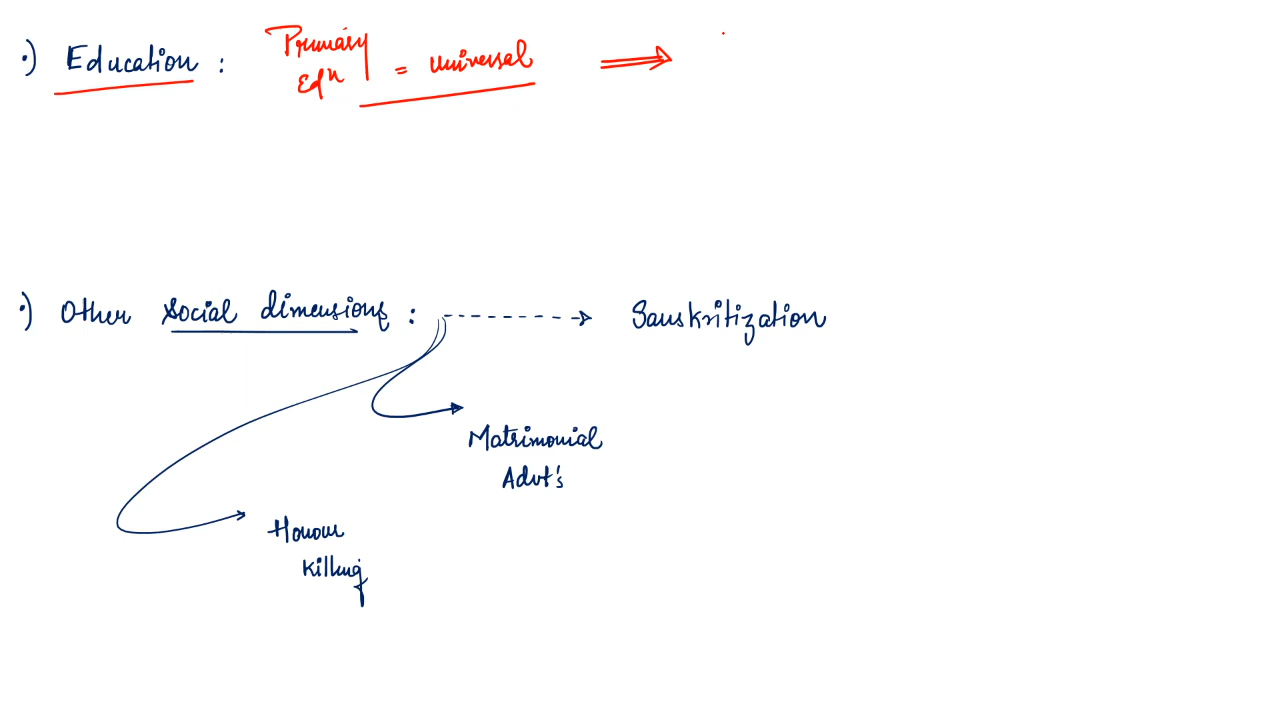 •) Education : Primary
Edn = universal ⟹
•) Other social dimensions : ----> Sanskritization
Matrimonial
Advt's
Honour
Killing